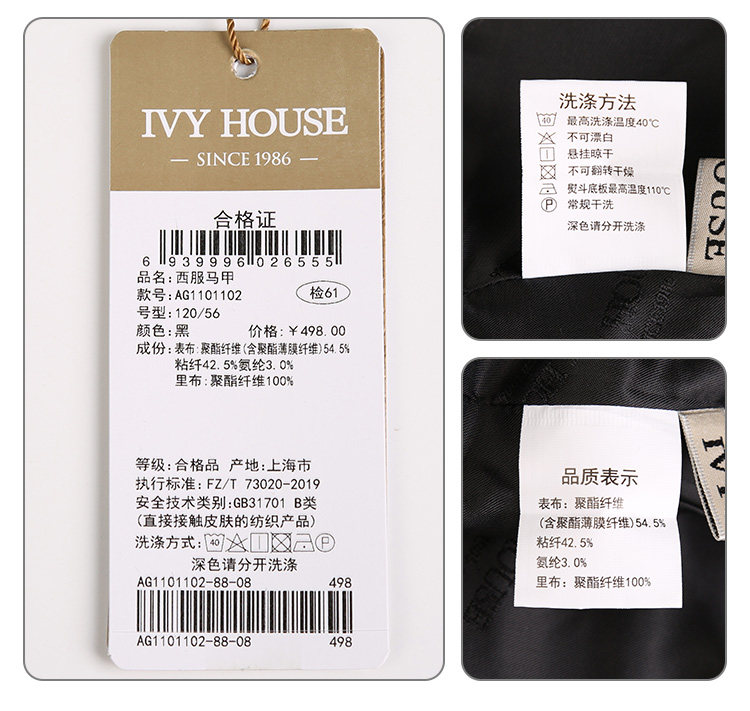 IVY HOUSE
— SINCE 1986 —
合格证
6 939996 026555
品名:西服马甲
款号:AG1101102
检61
号型:120/56
颜色:黑 价格:￥498.00
成份:表布:聚酯纤维(含聚酯薄膜纤维)54.5%
粘纤42.5%氨纶3.0%
里布:聚酯纤维100%
等级:合格品 产地:上海市
执行标准:FZ/T 73020-2019
安全技术类别:GB31701 B类
(直接接触皮肤的纺织产品)
洗涤方式: 40 P
深色请分开洗涤
AG1101102-88-08 498
AG1101102-88-08 498
洗涤方法
40 最高洗涤温度40℃
不可漂白
悬挂晾干
不可翻转干燥
熨斗底板最高温度110℃
P 常规干洗
深色请分开洗涤
OUSE
品质表示
表布: 聚酯纤维
(含聚酯薄膜纤维)54.5%
粘纤42.5%
氨纶3.0%
里布: 聚酯纤维100%
IV